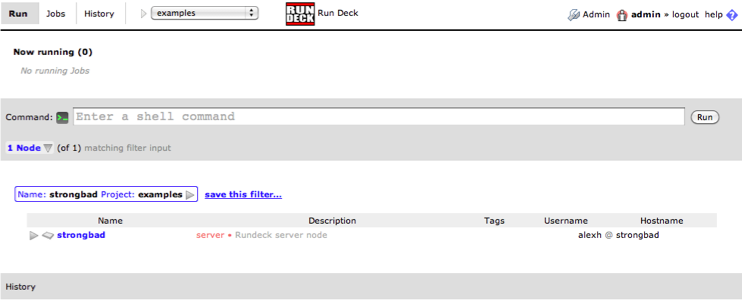 Run Jobs History examples RUN DECK Run Deck Admin admin » logout help ?
Now running (0)
No running Jobs
Command: Enter a shell command Run
1 Node (of 1) matching filter input
Name: strongbad Project: examples save this filter...
Name Description Tags Username Hostname
strongbad server • Rundeck server node alexh @ strongbad
History